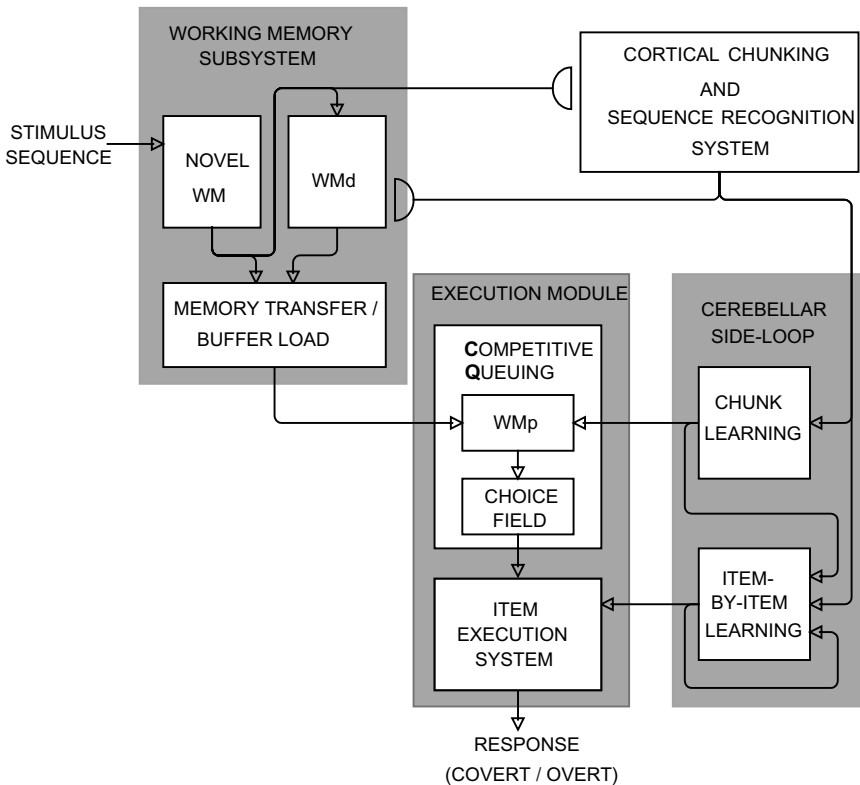 WORKING MEMORY
SUBSYSTEM
CORTICAL CHUNKING
AND
SEQUENCE RECOGNITION
SYSTEM
STIMULUS
SEQUENCE
NOVEL
WM
WMd
MEMORY TRANSFER /
BUFFER LOAD
EXECUTION MODULE
COMPETITIVE
QUEUING
WMp
CHOICE
FIELD
ITEM
EXECUTION
SYSTEM
CEREBELLAR
SIDE-LOOP
CHUNK
LEARNING
ITEM-
BY-ITEM
LEARNING
RESPONSE
(COVERT / OVERT)